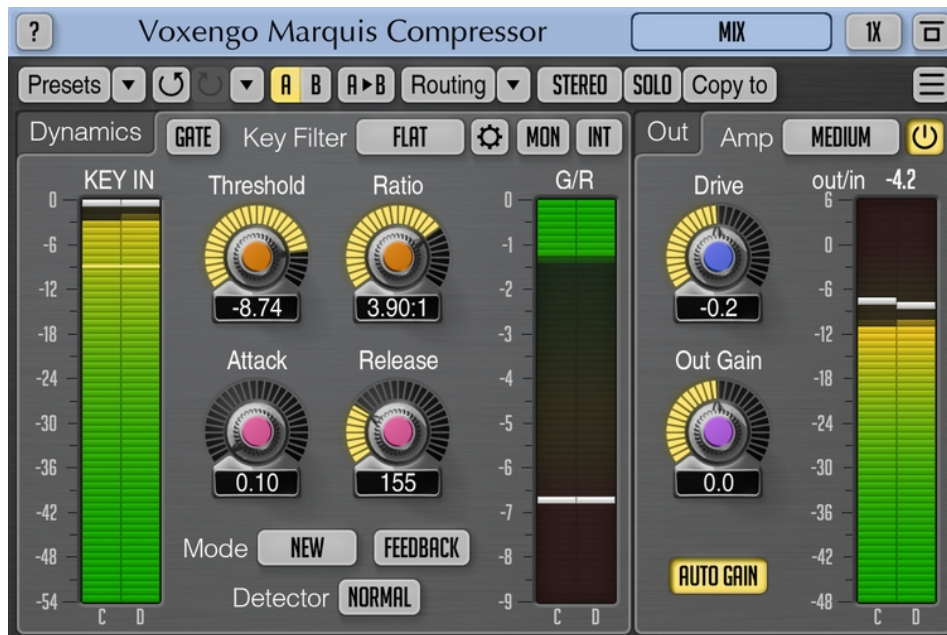 ? Voxengo Marquis Compressor MIX 1X
Presets A B A▸B Routing STEREO SOLO Copy to
Dynamics GATE Key Filter FLAT MON INT Out Amp MEDIUM
KEY IN Threshold Ratio G/R Drive out/in -4.2
0 0 6
-6 -1 0
-12 -8.74 3.90:1 -2 -0.2 -6
-18 -3 -12
Attack Release Out Gain
-24 -4 -18
-30 -5 -24
-36 0.10 155 -6 0.0 -30
-42 -7 -36
Mode NEW FEEDBACK
-48 -8 AUTO GAIN -42
Detector NORMAL
-54 -9 -48
C D C D C D